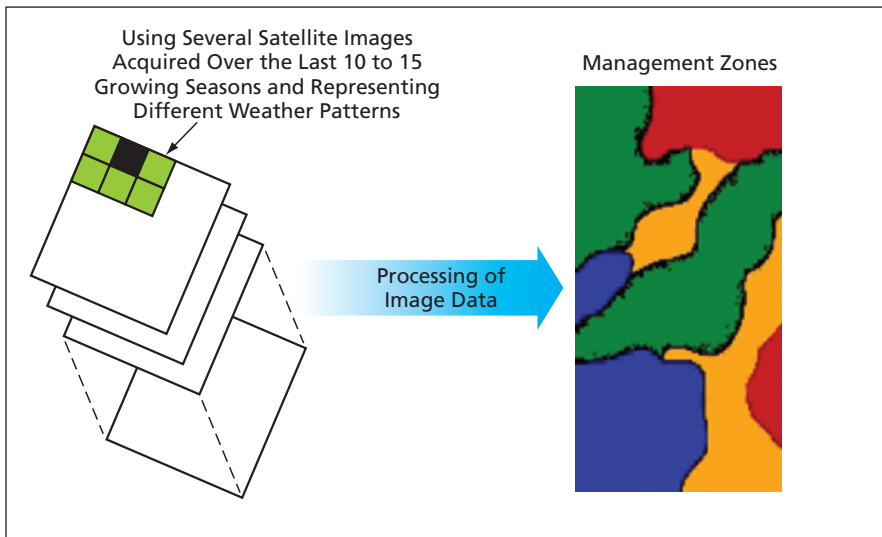 Using Several Satellite Images
Acquired Over the Last 10 to 15
Growing Seasons and Representing
Different Weather Patterns
Management Zones
Processing of
Image Data